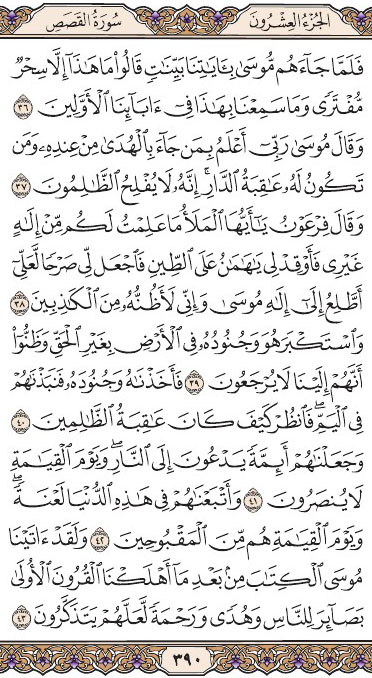 سُورَةُ القَصَصِ الجُزْءُ العِشْرُونَ
فَلَمَّا جَآءَهُم مُّوسَىٰ بِـَٔايَـٰتِنَا بَيِّنَـٰتٍ قَالُوا۟ مَا هَـٰذَآ إِلَّا سِحْرٌ
مُّفْتَرًى وَمَا سَمِعْنَا بِهَـٰذَا فِىٓ ءَابَآئِنَا ٱلْأَوَّلِينَ ٣٦
وَقَالَ مُوسَىٰ رَبِّىٓ أَعْلَمُ بِمَن جَآءَ بِٱلْهُدَىٰ مِنْ عِندِهِۦ وَمَن
تَكُونُ لَهُۥ عَـٰقِبَةُ ٱلدَّارِ ۖ إِنَّهُۥ لَا يُفْلِحُ ٱلظَّـٰلِمُونَ ٣٧
وَقَالَ فِرْعَوْنُ يَـٰٓأَيُّهَا ٱلْمَلَأُ مَا عَلِمْتُ لَكُم مِّنْ إِلَـٰهٍ
غَيْرِى فَأَوْقِدْ لِى يَـٰهَـٰمَـٰنُ عَلَى ٱلطِّينِ فَٱجْعَل لِّى صَرْحًا لَّعَلِّىٓ
أَطَّلِعُ إِلَىٰٓ إِلَـٰهِ مُوسَىٰ وَإِنِّى لَأَظُنُّهُۥ مِنَ ٱلْكَـٰذِبِينَ ٣٨
وَٱسْتَكْبَرَ هُوَ وَجُنُودُهُۥ فِى ٱلْأَرْضِ بِغَيْرِ ٱلْحَقِّ وَظَنُّوٓا۟
أَنَّهُمْ إِلَيْنَا لَا يُرْجَعُونَ ٣٩ فَأَخَذْنَـٰهُ وَجُنُودَهُۥ فَنَبَذْنَـٰهُمْ
فِى ٱلْيَمِّ ۖ فَٱنظُرْ كَيْفَ كَانَ عَـٰقِبَةُ ٱلظَّـٰلِمِينَ ٤٠
وَجَعَلْنَـٰهُمْ أَئِمَّةً يَدْعُونَ إِلَى ٱلنَّارِ ۖ وَيَوْمَ ٱلْقِيَـٰمَةِ
لَا يُنصَرُونَ ٤١ وَأَتْبَعْنَـٰهُمْ فِى هَـٰذِهِ ٱلدُّنْيَا لَعْنَةً ۖ
وَيَوْمَ ٱلْقِيَـٰمَةِ هُم مِّنَ ٱلْمَقْبُوحِينَ ٤٢ وَلَقَدْ ءَاتَيْنَا
مُوسَى ٱلْكِتَـٰبَ مِنۢ بَعْدِ مَآ أَهْلَكْنَا ٱلْقُرُونَ ٱلْأُولَىٰ
بَصَآئِرَ لِلنَّاسِ وَهُدًى وَرَحْمَةً لَّعَلَّهُمْ يَتَذَكَّرُونَ ٤٣
٣٩٠